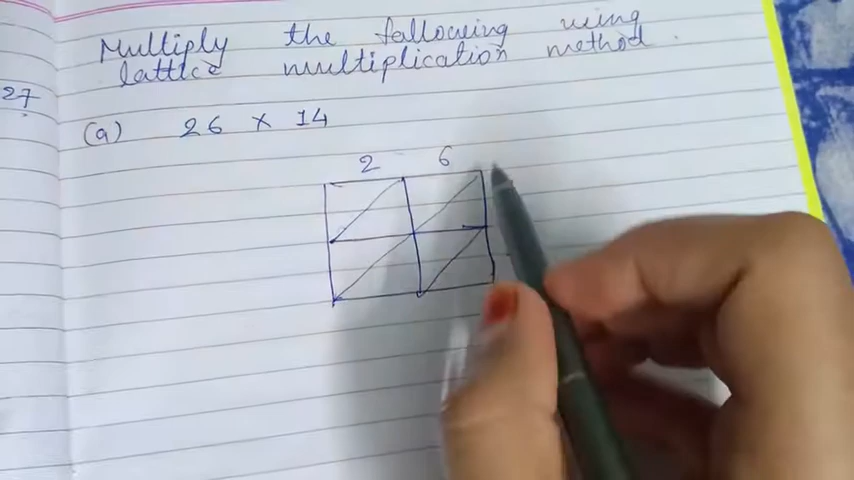 Multiply the following using
lattice multiplication method.
27
(a) 26 x 14
2 6